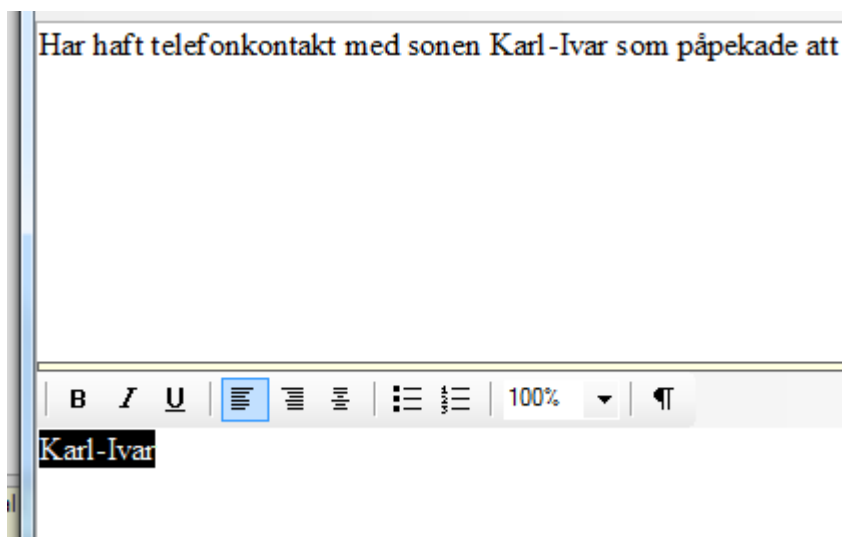 Har haft telefonkontakt med sonen Karl-Ivar som påpekade att
B I U 100% ¶
Karl-Ivar